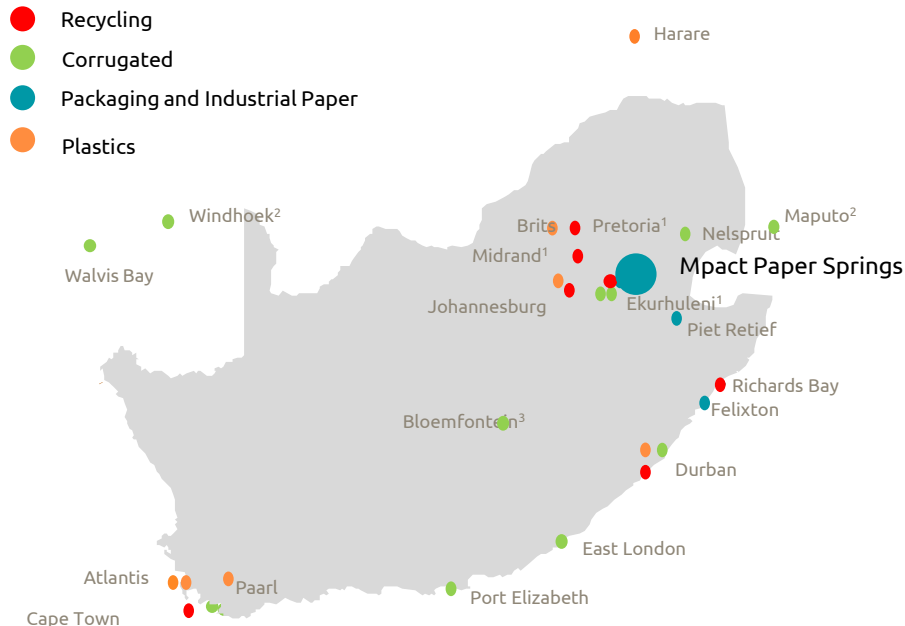 Recycling
Corrugated
Packaging and Industrial Paper
Plastics
Harare
Windhoek²
Walvis Bay
Brits
Pretoria¹
Nelspruit
Maputo²
Midrand¹
Mpact Paper Springs
Johannesburg
Ekurhuleni¹
Piet Retief
Richards Bay
Felixton
Bloemfontein³
Durban
East London
Atlantis
Paarl
Port Elizabeth
Cape Town